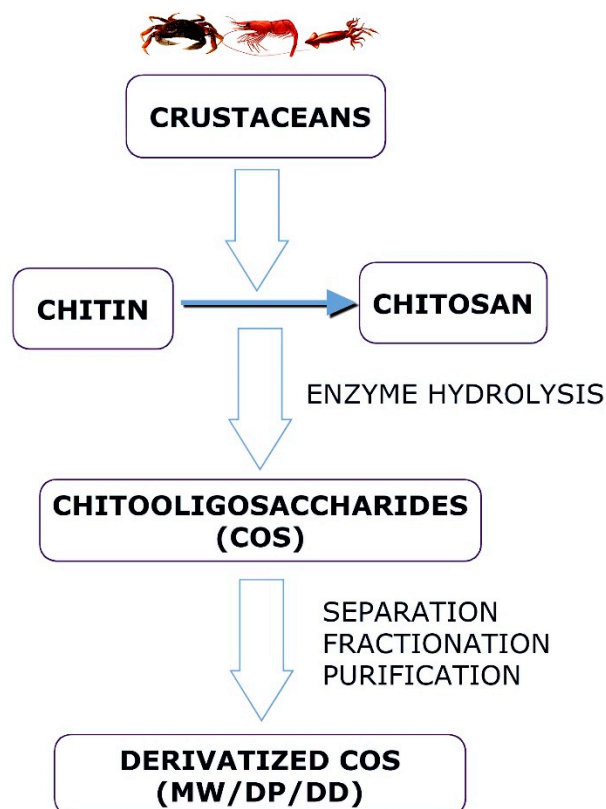 CRUSTACEANS
CHITIN
CHITOSAN
ENZYME HYDROLYSIS
CHITOOLIGOSACCHARIDES
(COS)
SEPARATION
FRACTIONATION
PURIFICATION
DERIVATIZED COS
(MW/DP/DD)